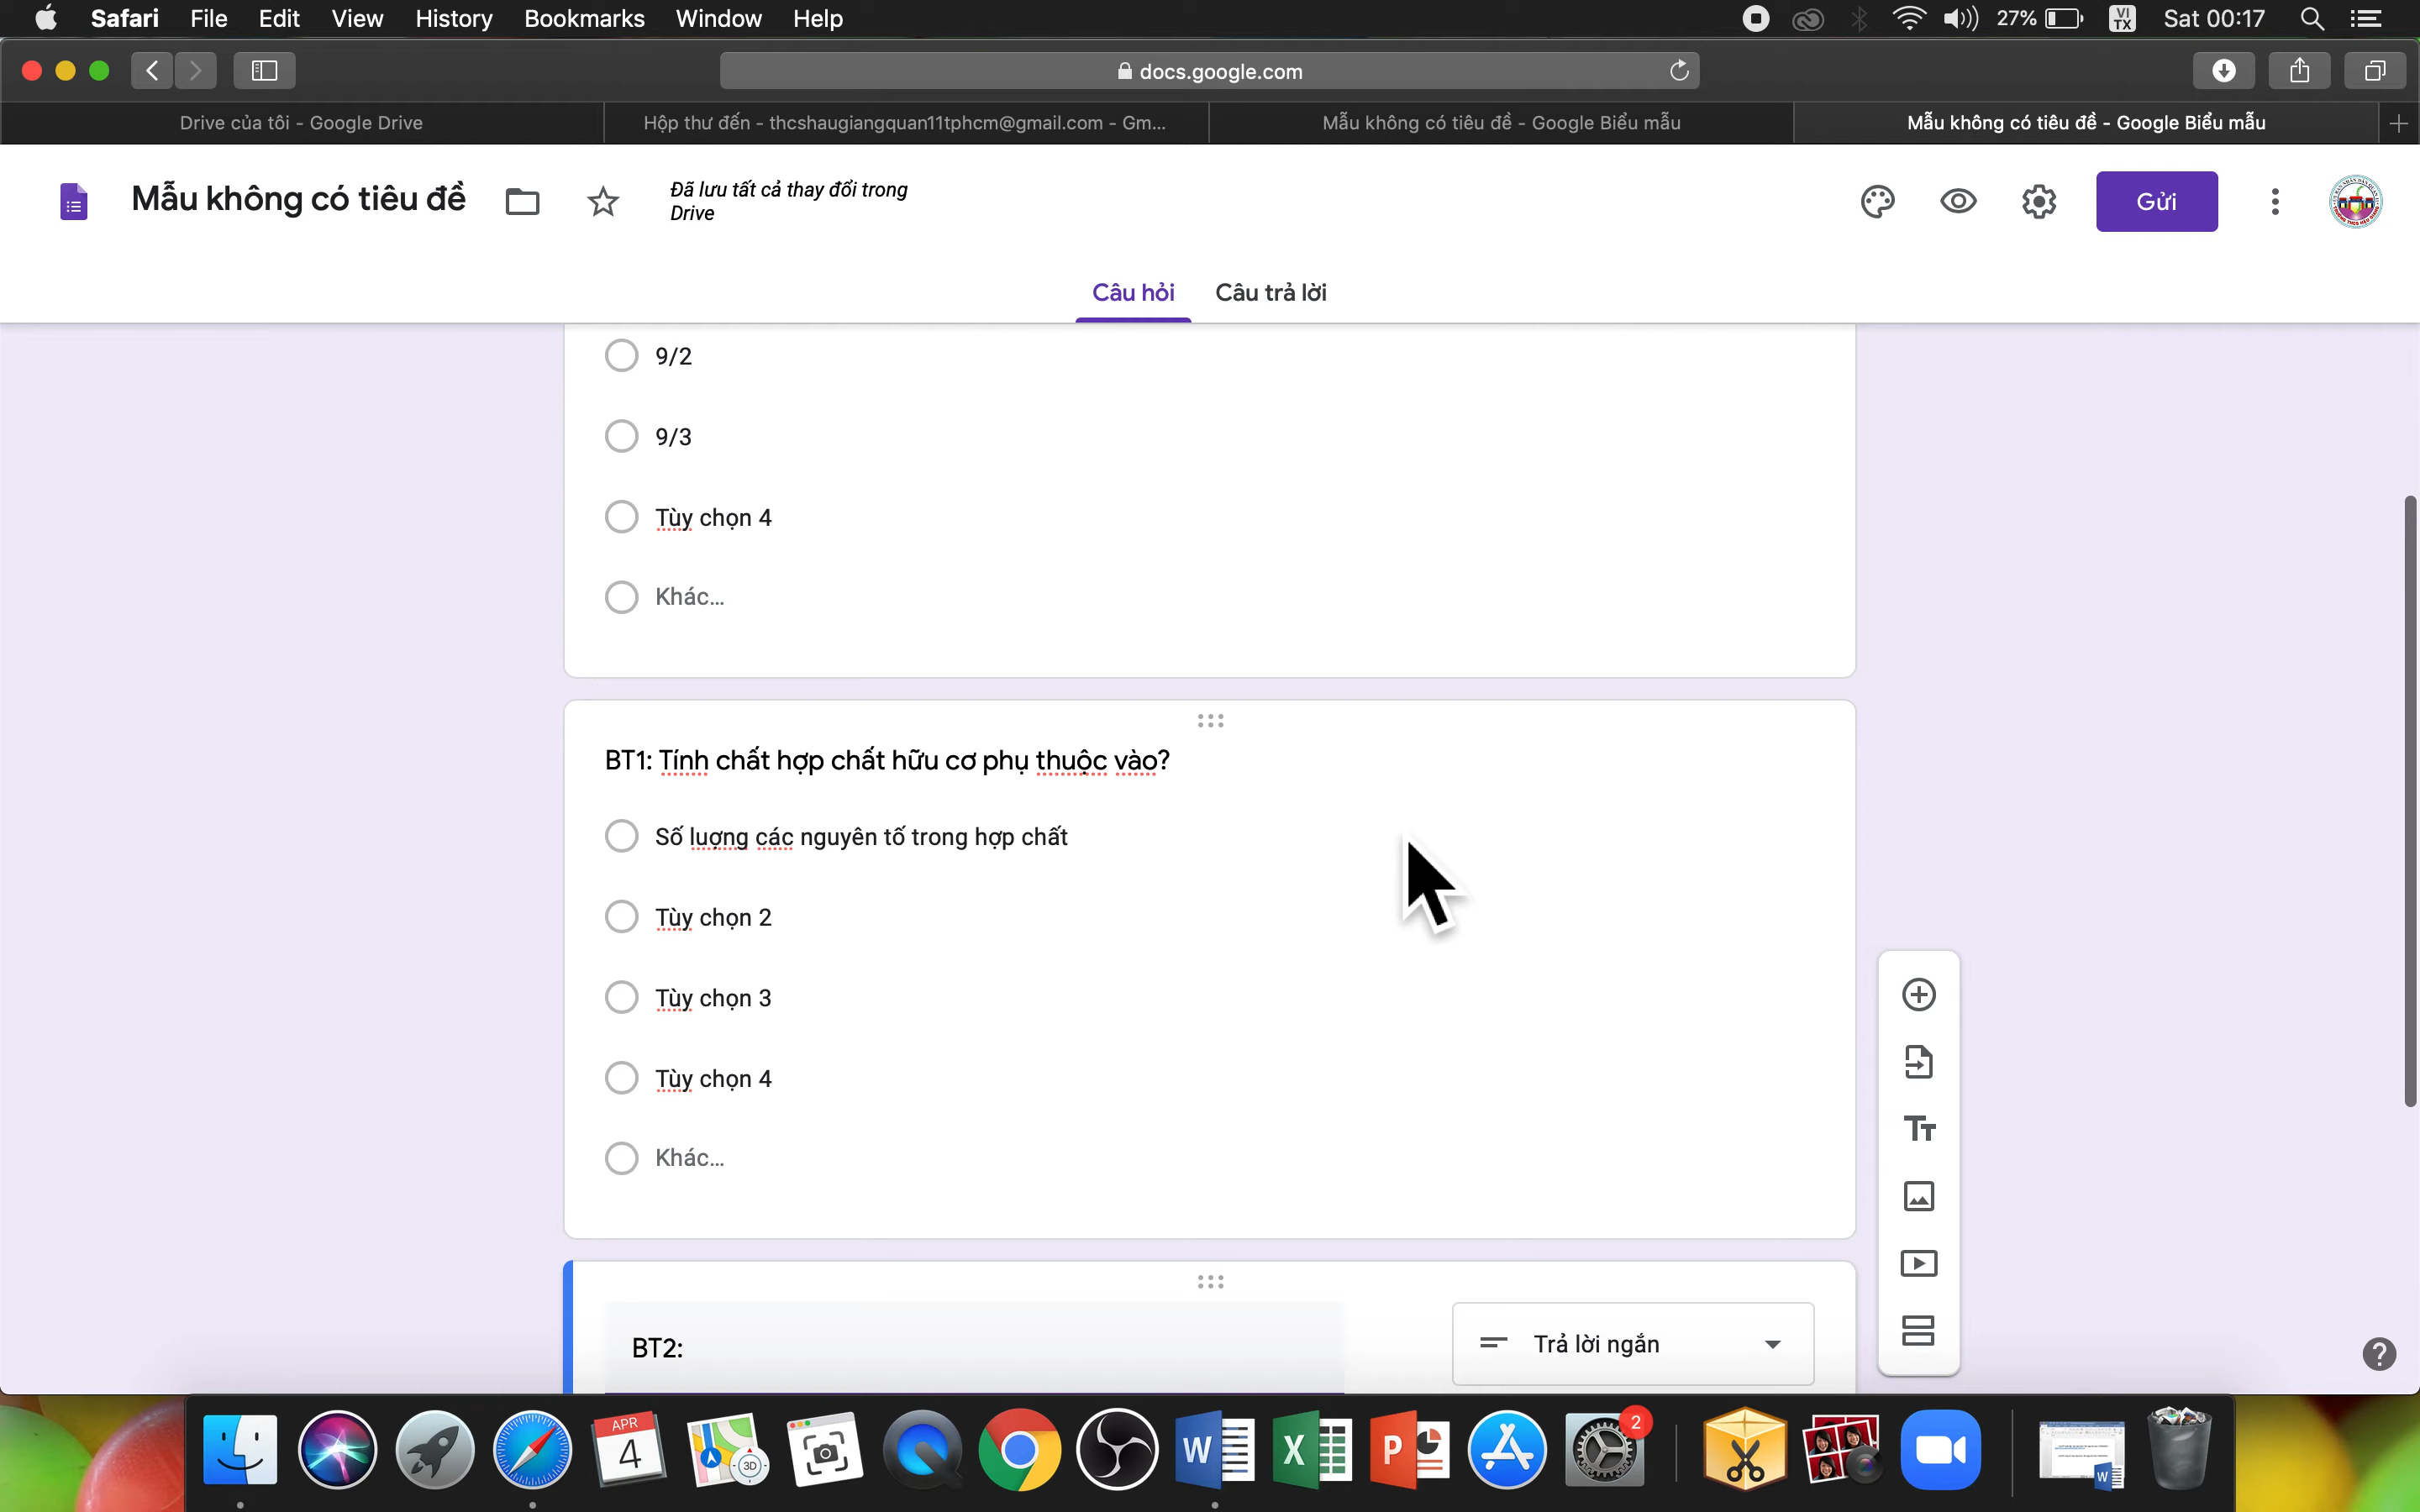 Safari File Edit View History Bookmarks Window Help 27% VI TX Sat 00:17
docs.google.com
Drive của tôi - Google Drive
Hộp thư đến - thcshaugiangquan11tphcm@gmail.com - Gm...
Mẫu không có tiêu đề - Google Biểu mẫu
Mẫu không có tiêu đề - Google Biểu mẫu
Mẫu không có tiêu đề
Đã lưu tất cả thay đổi trong
Drive
Gửi
Câu hỏi Câu trả lời
9/2
9/3
Tùy chọn 4
Khác...
BT1: Tính chất hợp chất hữu cơ phụ thuộc vào?
Số lượng các nguyên tố trong hợp chất
Tùy chọn 2
Tùy chọn 3
Tùy chọn 4
Khác...
BT2:
Trả lời ngắn
APR
4
3D
2